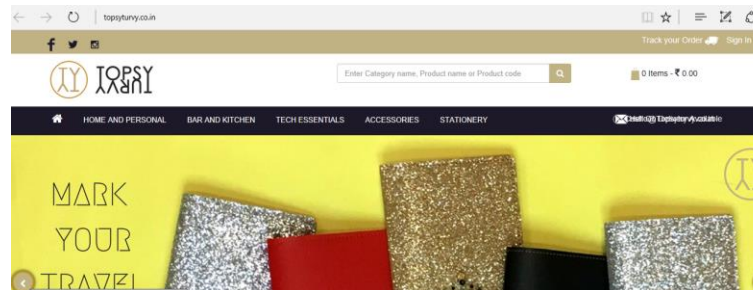 topsyturvy.co.in
Track your Order Sign In
TY TOPSY
TURVY
Enter Category name, Product name or Product code
0 Items - ₹ 0.00
HOME AND PERSONAL BAR AND KITCHEN TECH ESSENTIALS ACCESSORIES STATIONERY
MARK
YOUR
TRAVEL